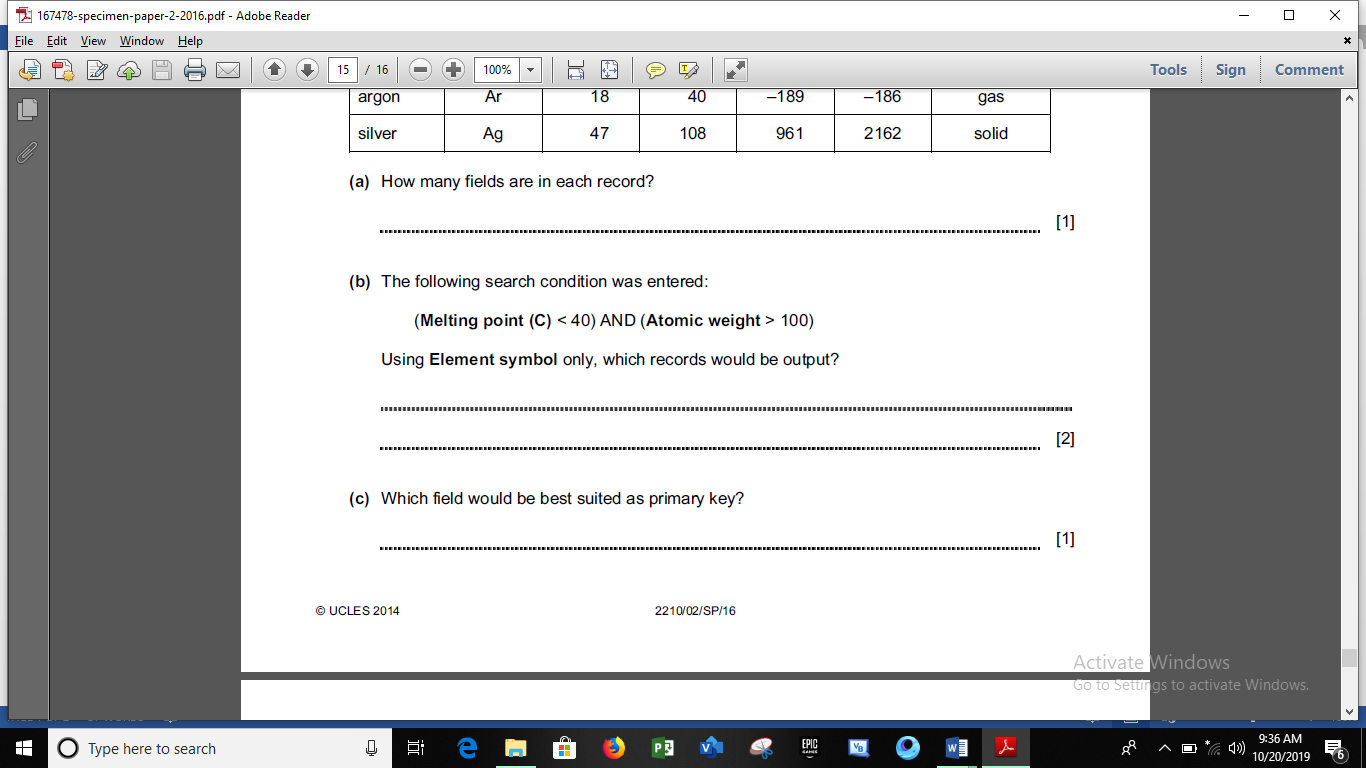 167478-specimen-paper-2-2016.pdf - Adobe Reader
File Edit View Window Help
15 / 16 100% Tools Sign Comment
argon Ar 18 40 –189 –186 gas
silver Ag 47 108 961 2162 solid
(a) How many fields are in each record?
[1]
(b) The following search condition was entered:
(Melting point (C) < 40) AND (Atomic weight > 100)
Using Element symbol only, which records would be output?
[2]
(c) Which field would be best suited as primary key?
[1]
© UCLES 2014 2210/02/SP/16
Activate Windows
Go to Settings to activate Windows.
Type here to search
9:36 AM
10/20/2019
6